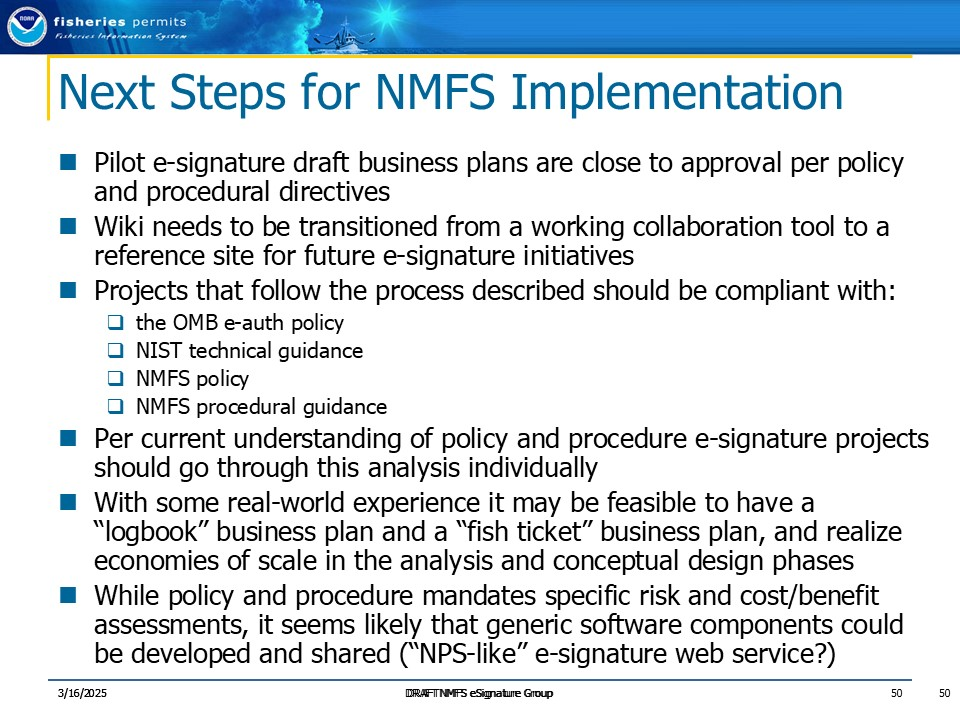 fisheries permits
Fisheries Information System
Next Steps for NMFS Implementation
Pilot e-signature draft business plans are close to approval per policy
and procedural directives
Wiki needs to be transitioned from a working collaboration tool to a
reference site for future e-signature initiatives
Projects that follow the process described should be compliant with:
the OMB e-auth policy
NIST technical guidance
NMFS policy
NMFS procedural guidance
Per current understanding of policy and procedure e-signature projects
should go through this analysis individually
With some real-world experience it may be feasible to have a
“logbook” business plan and a “fish ticket” business plan, and realize
economies of scale in the analysis and conceptual design phases
While policy and procedure mandates specific risk and cost/benefit
assessments, it seems likely that generic software components could
be developed and shared (“NPS-like” e-signature web service?)
3/16/2025 DRAFT NMFS eSignature Group 50 50